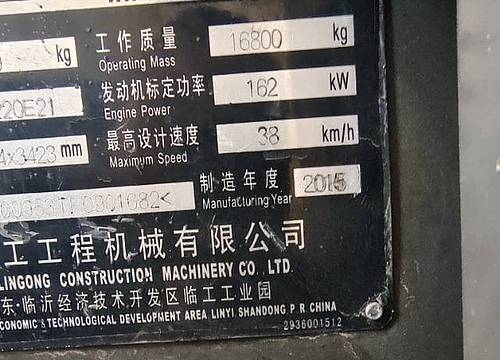 kg 工作质量 16800 kg
Operating Mass
20E21 发动机标定功率 162 kW
Engine Power
4x3423 mm 最高设计速度 38 km/h
Maximum Speed
制造年度 2015
Manufacturing Year
工工程机械有限公司
LINGONG CONSTRUCTION MACHINERY CO. LTD.
东·临沂经济技术开发区临工工业园
CONOMIC & TECHNOLOGICAL DEVELOPMENT AREA LINYI SHANDONG P. R. CHINA
2936001512